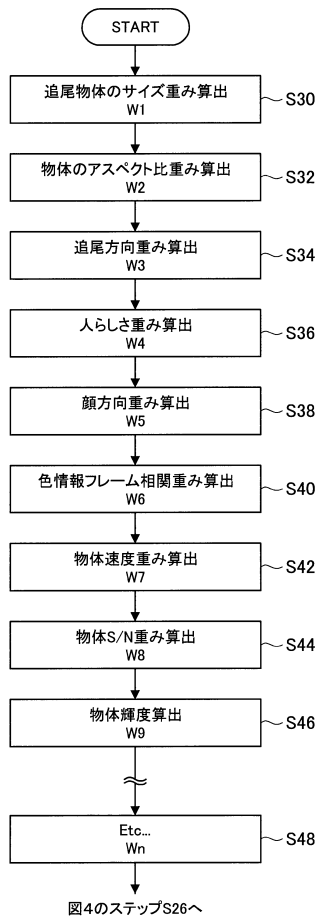 START
追尾物体のサイズ重み算出
W1
S30
物体のアスペクト比重み算出
W2
S32
追尾方向重み算出
W3
S34
人らしさ重み算出
W4
S36
顔方向重み算出
W5
S38
色情報フレーム相関重み算出
W6
S40
物体速度重み算出
W7
S42
物体S/N重み算出
W8
S44
物体輝度算出
W9
S46
Etc...
Wn
S48
図4のステップS26へ